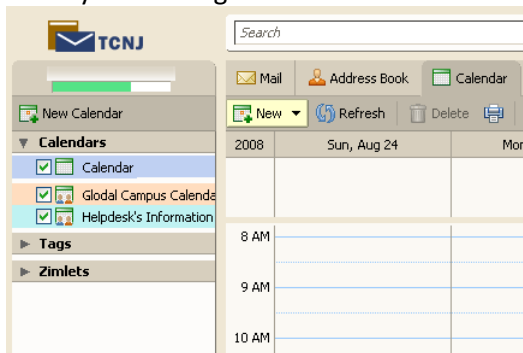 TCNJ
Search
Mail Address Book Calendar
New Calendar
New Refresh Delete
Calendars
Calendar
Glodal Campus Calenda
Helpdesk's Information
Tags
Zimlets
2008 Sun, Aug 24 Mor
8 AM
9 AM
10 AM